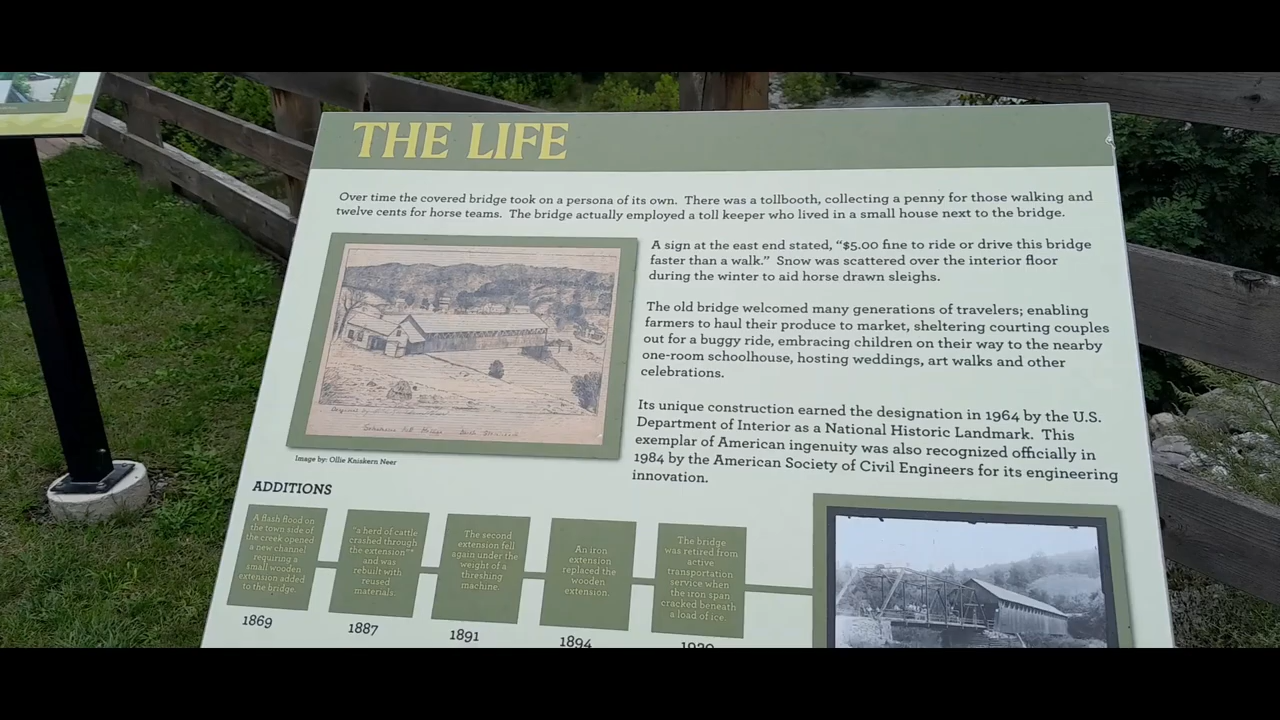 THE LIFE
Over time the covered bridge took on a persona of its own. There was a tollbooth, collecting a penny for those walking and
twelve cents for horse teams. The bridge actually employed a toll keeper who lived in a small house next to the bridge.
A sign at the east end stated, “$5.00 fine to ride or drive this bridge
faster than a walk.” Snow was scattered over the interior floor
during the winter to aid horse drawn sleighs.
The old bridge welcomed many generations of travelers; enabling
farmers to haul their produce to market, sheltering courting couples
out for a buggy ride, embracing children on their way to the nearby
one-room schoolhouse, hosting weddings, art walks and other
celebrations.
Its unique construction earned the designation in 1964 by the U.S.
Department of Interior as a National Historic Landmark. This
exemplar of American ingenuity was also recognized officially in
1984 by the American Society of Civil Engineers for its engineering
innovation.
Image by: Ollie Kniskern Neer
ADDITIONS
A flash flood on
the town side of
the creek opened
a new channel
requiring a
small wooden
extension added
to the bridge.
1869
"a herd of cattle
crashed through
the extension"*
and was
rebuilt with
reused
materials.
1887
The second
extension fell
again under the
weight of a
threshing
machine.
1891
An iron
extension
replaced the
wooden
extension.
1894
The bridge
was retired from
active
transportation
service when
the iron span
cracked beneath
a load of ice.